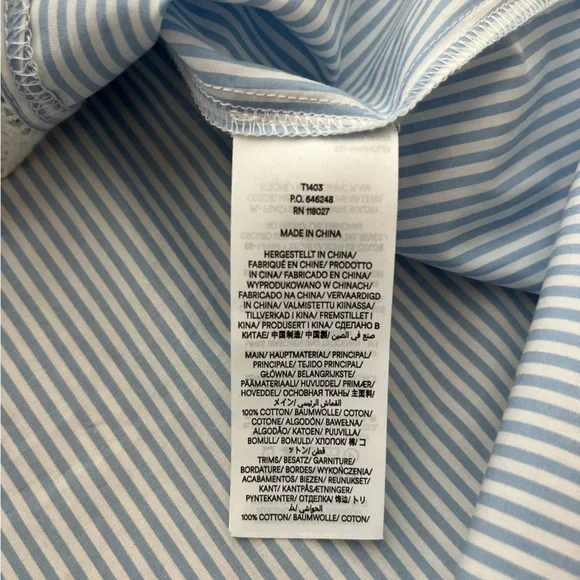 T1403
P.O. 646248
RN 118027
MADE IN CHINA
HERGESTELLT IN CHINA/
FABRIQUÉ EN CHINE/ PRODOTTO
IN CINA/ FABRICADO EN CHINA/
WYPRODUKOWANO W CHINACH/
FABRICADO NA CHINA/ VERVAARDIGD
IN CHINA/ VALMISTETTU KIINASSA/
TILLVERKAD I KINA/ FREMSTILLET I
KINA/ PRODUSERT I KINA/ СДЕЛАНО В
КИТАЕ/ 中国制造/ 中国製/ صنع في الصين
MAIN/ HAUPTMATERIAL/ PRINCIPAL/
PRINCIPALE/ TEJIDO PRINCIPAL/
GŁÓWNA/ BELANGRIJKSTE/
PÄÄMATERIAALI/ HUVUDDEL/ PRIMÆR/
HOVEDDEL/ ОСНОВНАЯ ТКАНЬ/ 主面料/
メイン/ القماش الرئيسي
100% COTTON/ BAUMWOLLE/ COTON/
COTONE/ ALGODÓN/ BAWEŁNA/
ALGODÃO/ KATOEN/ PUUVILLA/
BOMULL/ BOMULD/ ХЛОПОК/ 棉/ コ
ットン/ قطن
TRIMS/ BESATZ/ GARNITURE/
BORDATURE/ BORDES/ WYKOŃCZENIA/
ACABAMENTOS/ BIEZEN/ REUNUKSET/
KANT/ KANTPÅSÆTNINGER/
PYNTEKANTER/ ОТДЕЛКА/ 饰边/ トリ
ム/ الحواشي
100% COTTON/ BAUMWOLLE/ COTON/